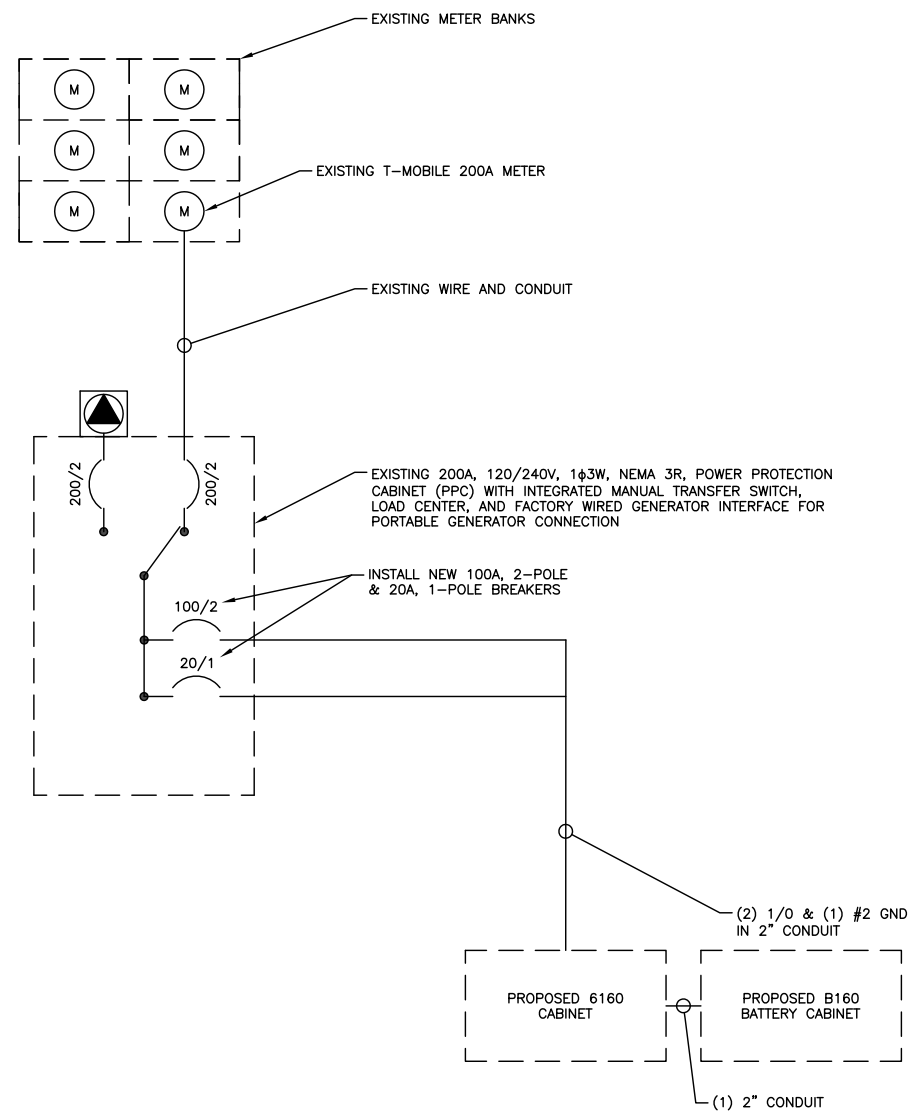 EXISTING METER BANKS
M M
M M
EXISTING T-MOBILE 200A METER
M M
EXISTING WIRE AND CONDUIT
200/2
200/2
EXISTING 200A, 120/240V, 1ϕ3W, NEMA 3R, POWER PROTECTION
CABINET (PPC) WITH INTEGRATED MANUAL TRANSFER SWITCH,
LOAD CENTER, AND FACTORY WIRED GENERATOR INTERFACE FOR
PORTABLE GENERATOR CONNECTION
INSTALL NEW 100A, 2-POLE
& 20A, 1-POLE BREAKERS
100/2
20/1
(2) 1/0 & (1) #2 GND
IN 2" CONDUIT
PROPOSED 6160
CABINET
PROPOSED B160
BATTERY CABINET
(1) 2" CONDUIT